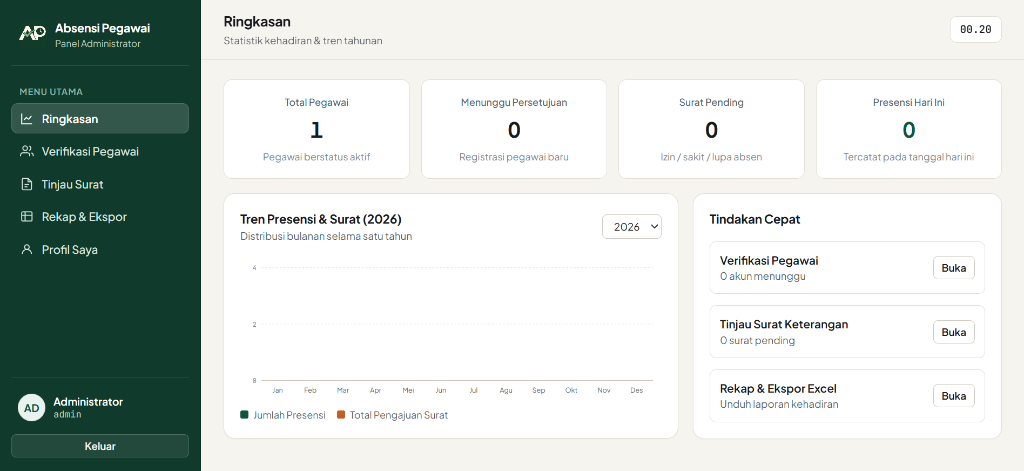 AP
Absensi Pegawai
Panel Administrator
MENU UTAMA
Ringkasan
Verifikasi Pegawai
Tinjau Surat
Rekap & Ekspor
Profil Saya
AD
Administrator
admin
Keluar
Ringkasan
Statistik kehadiran & tren tahunan
00.20
Total Pegawai
1
Pegawai berstatus aktif
Menunggu Persetujuan
0
Registrasi pegawai baru
Surat Pending
0
Izin / sakit / lupa absen
Presensi Hari Ini
0
Tercatat pada tanggal hari ini
Tren Presensi & Surat (2026)
Distribusi bulanan selama satu tahun
2026
4
2
0
Jan Feb Mar Apr Mei Jun Jul Agu Sep Okt Nov Des
Jumlah Presensi
Total Pengajuan Surat
Tindakan Cepat
Verifikasi Pegawai
0 akun menunggu
Buka
Tinjau Surat Keterangan
0 surat pending
Buka
Rekap & Ekspor Excel
Unduh laporan kehadiran
Buka